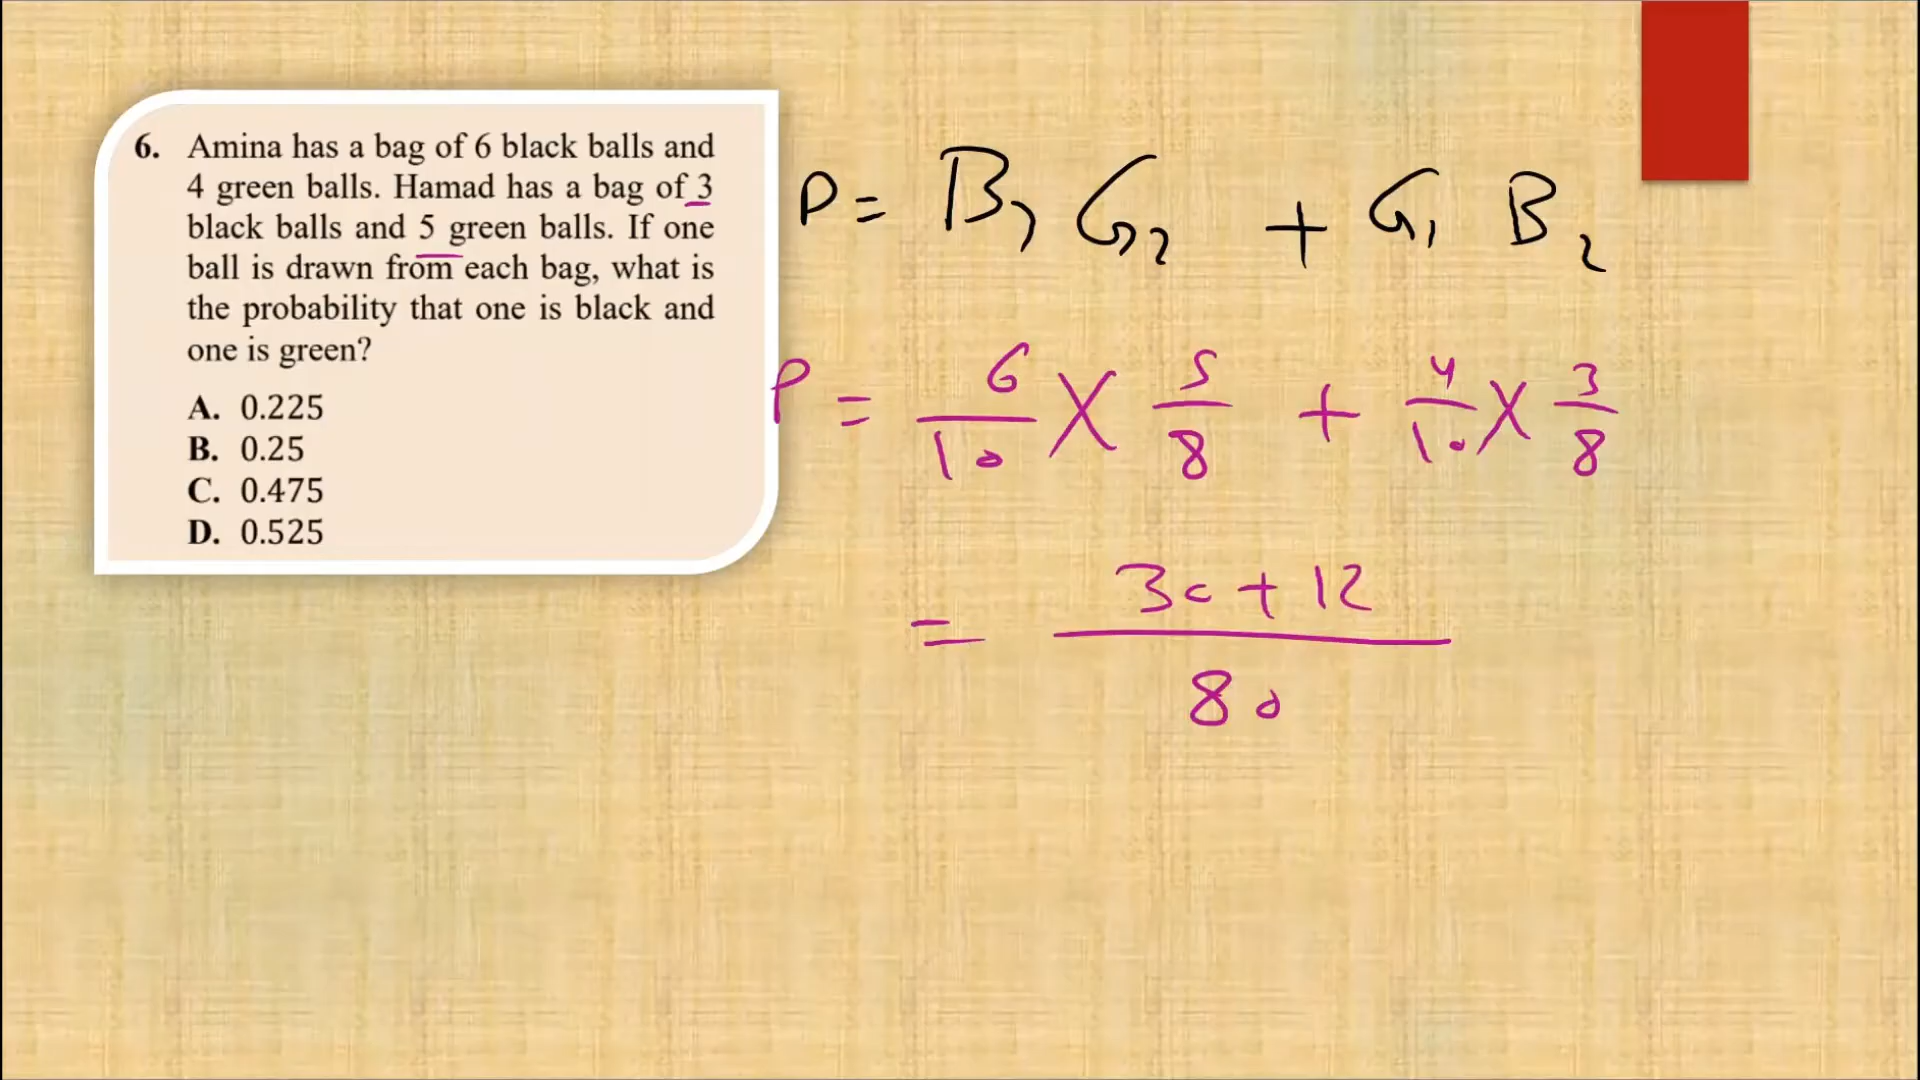 6. Amina has a bag of 6 black balls and
4 green balls. Hamad has a bag of 3
black balls and 5 green balls. If one
ball is drawn from each bag, what is
the probability that one is black and
one is green?
A. 0.225
B. 0.25
C. 0.475
D. 0.525
P = B₁ G₂ + G₁ B₂
P = 6/10 × 5/8 + 4/10 × 3/8
= 30 + 12
80